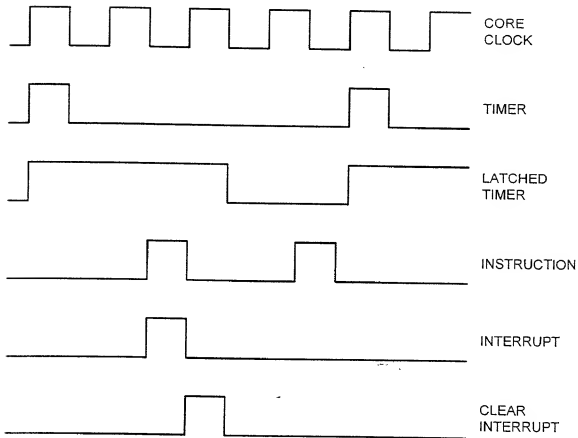 CORE
CLOCK
TIMER
LATCHED
TIMER
INSTRUCTION
INTERRUPT
CLEAR
INTERRUPT